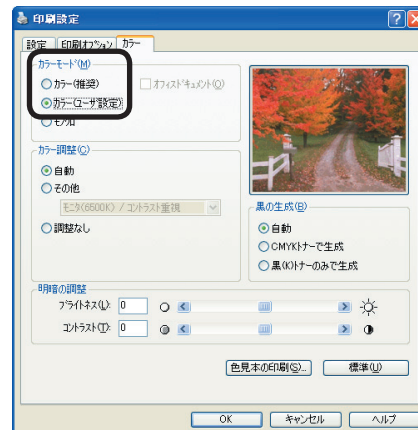 印刷設定
設定 印刷オプション カラー
カラーモード(M)
カラー(推奨) オフィスドキュメント(O)
カラー(ユーザ設定)
モノクロ
カラー調整(C)
自動
その他
モニタ(6500K) / コントラスト重視
調整なし
黒の生成(B)
自動
CMYKトナーで生成
黒(K)トナーのみで生成
明暗の調整
ブライトネス(L): 0
コントラスト(T): 0
色見本の印刷(S)... 標準(U)
OK キャンセル ヘルプ